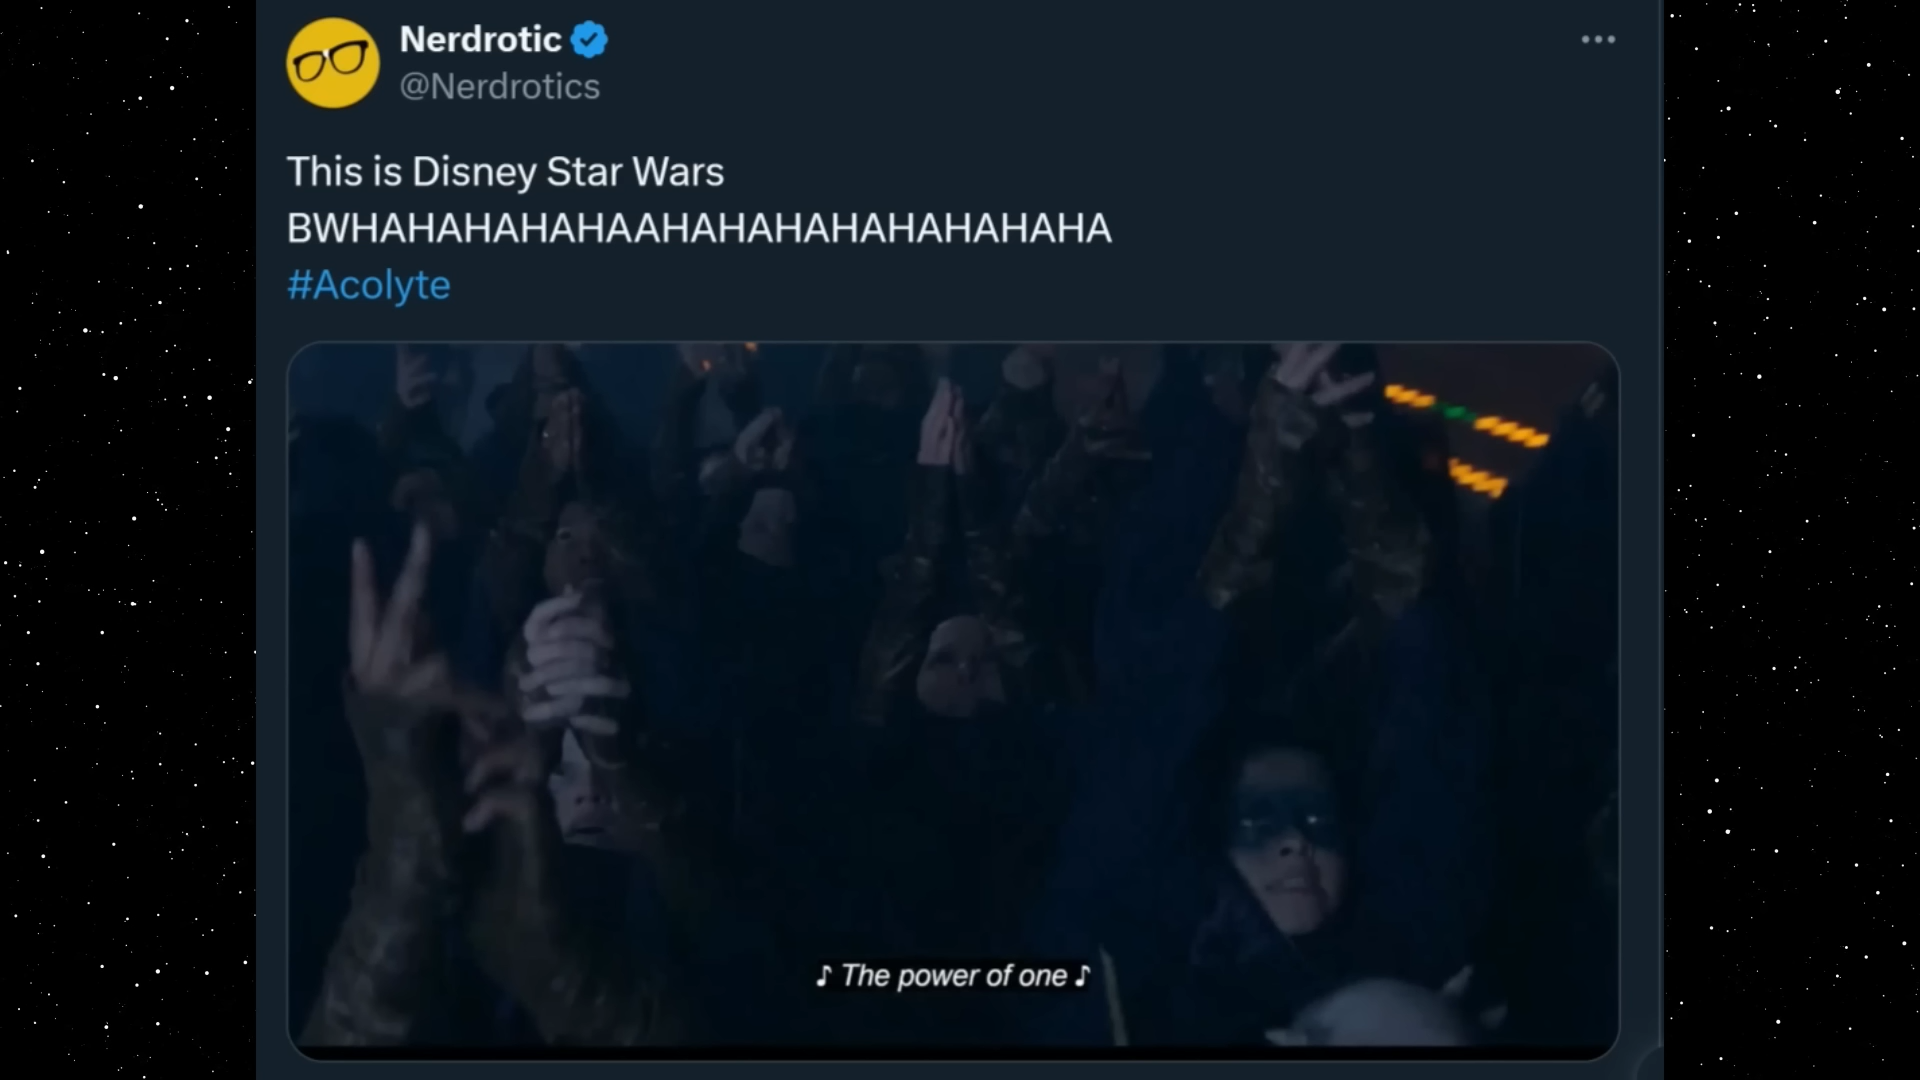 Nerdrotic
@Nerdrotics
This is Disney Star Wars
BWHAHAHAHAHAAHAHAHAHAHAHAHAHA
#Acolyte
♪ The power of one ♪